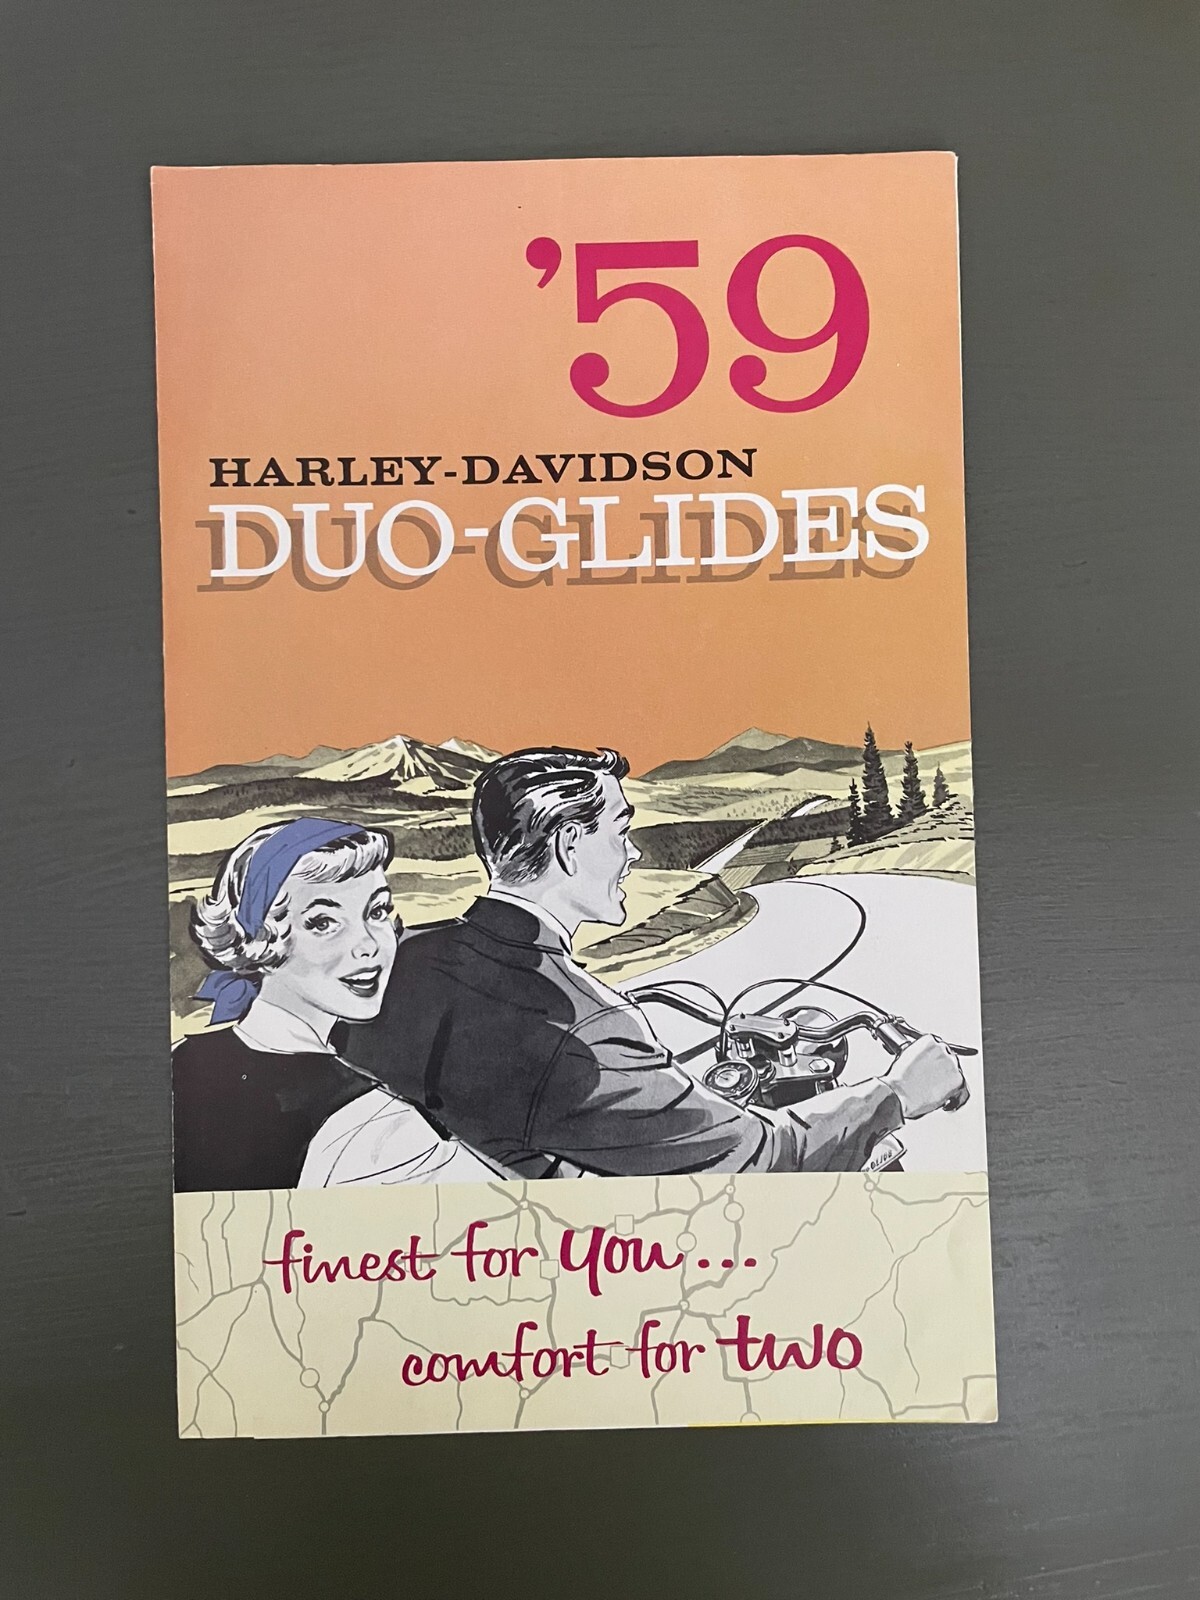 ’59
HARLEY-DAVIDSON
DUO-GLIDES
finest for you...
comfort for two